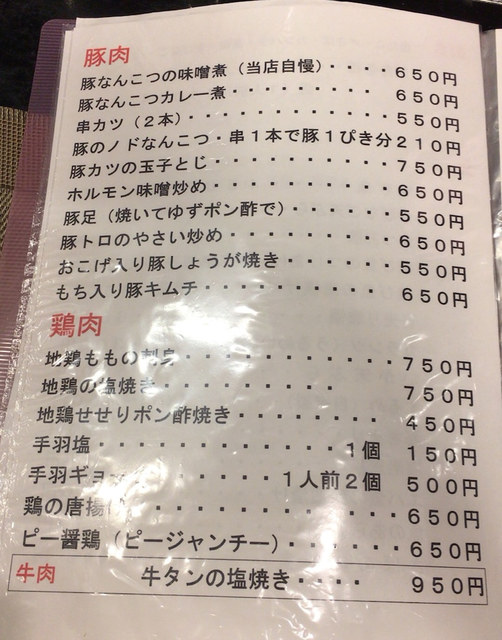 豚肉
豚なんこつの味噌煮（当店自慢）・・・・６５０円
豚なんこつカレー煮・・・・・・・・・　６５０円
串カツ（２本）・・・・・・・・・・・　５５０円
豚のノドなんこつ・串１本で豚１ぴき分２１０円
豚カツの玉子とじ・・・・・・・・・・７５０円
ホルモン味噌炒め・・・・・・・・・・６５０円
豚足（焼いてゆずポン酢で）・・・・・・５５０円
豚トロのやさい炒め・・・・・・・・・６５０円
おこげ入り豚しょうが焼き・・・・・・５５０円
もち入り豚キムチ・・・・・・・・・・　６５０円
鶏肉
地鶏ももの刺身・・・・・・・・・・・・７５０円
地鶏の塩焼き・・・・・・・・・・　７５０円
地鶏せせりポン酢焼き・・・・・・・・　４５０円
手羽塩・・・・・・・・・・・・１個　１５０円
手羽ギョ・・・・・・１人前２個　５００円
鶏の唐揚げ・・・・・・・・・・・・・６５０円
ピー醤鶏（ピージャンチー）・・・・・・６５０円
牛肉　牛タンの塩焼き・・・・　９５０円